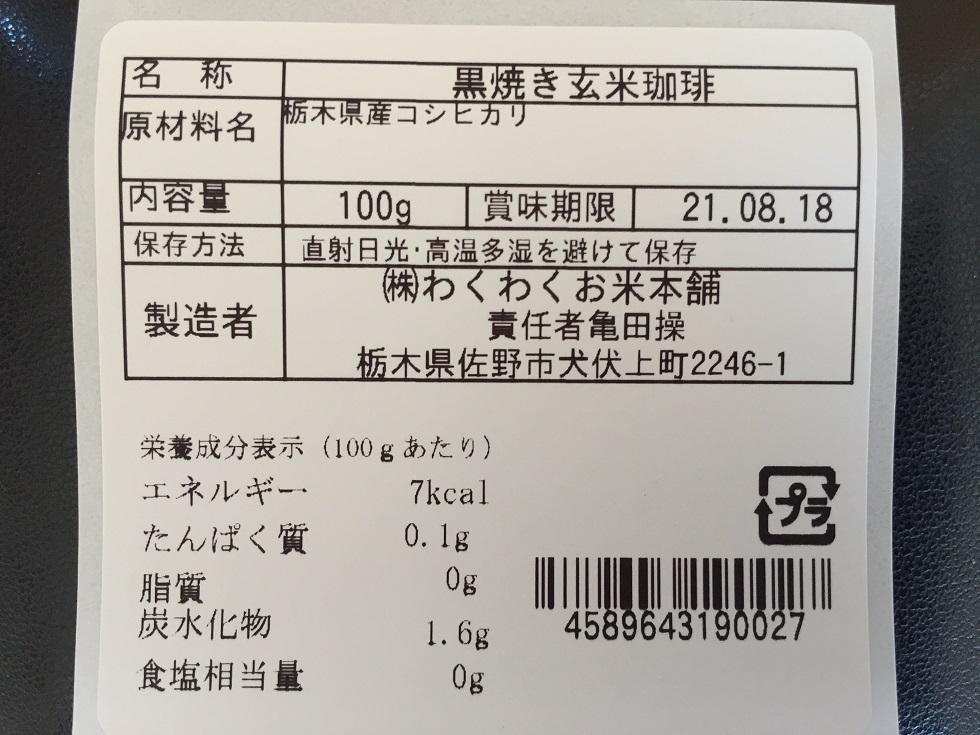 名 称 黒焼き玄米珈琲
原材料名 栃木県産コシヒカリ
内容量 100g 賞味期限 21.08.18
保存方法 直射日光･高温多湿を避けて保存
製造者 ㈱わくわくお米本舗
責任者亀田操
栃木県佐野市犬伏上町2246-1
栄養成分表示（100gあたり）
エネルギー 7kcal
たんぱく質 0.1g
脂質 0g
炭水化物 1.6g
食塩相当量 0g
プラ
4589643190027